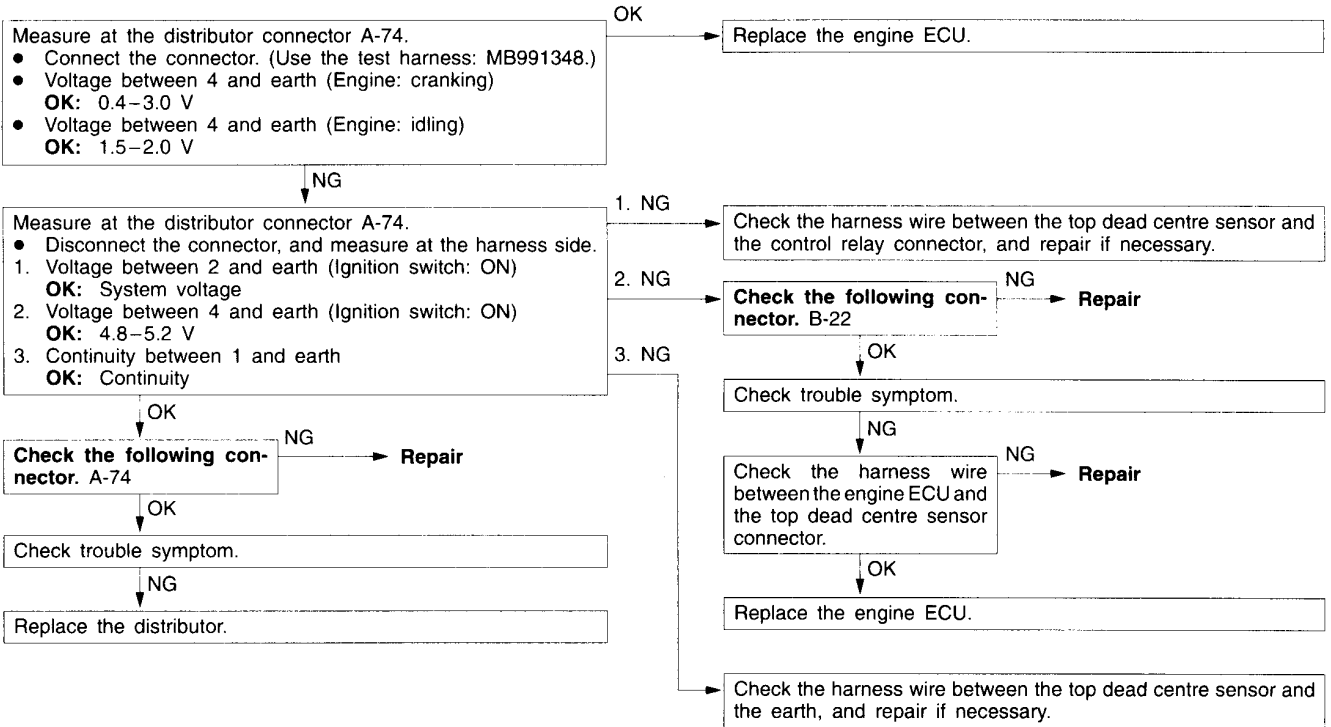 OK
Measure at the distributor connector A-74.
● Connect the connector. (Use the test harness: MB991348.)
● Voltage between 4 and earth (Engine: cranking)
OK: 0.4–3.0 V
● Voltage between 4 and earth (Engine: idling)
OK: 1.5–2.0 V
Replace the engine ECU.
NG
Measure at the distributor connector A-74.
● Disconnect the connector, and measure at the harness side.
1. Voltage between 2 and earth (Ignition switch: ON)
OK: System voltage
2. Voltage between 4 and earth (Ignition switch: ON)
OK: 4.8–5.2 V
3. Continuity between 1 and earth
OK: Continuity
1. NG
Check the harness wire between the top dead centre sensor and
the control relay connector, and repair if necessary.
2. NG
Check the following con-
nector. B-22
NG
Repair
OK
Check trouble symptom.
NG
Check the harness wire
between the engine ECU and
the top dead centre sensor
connector.
NG
Repair
OK
Replace the engine ECU.
3. NG
Check the harness wire between the top dead centre sensor and
the earth, and repair if necessary.
OK
Check the following con-
nector. A-74
NG
Repair
OK
Check trouble symptom.
NG
Replace the distributor.